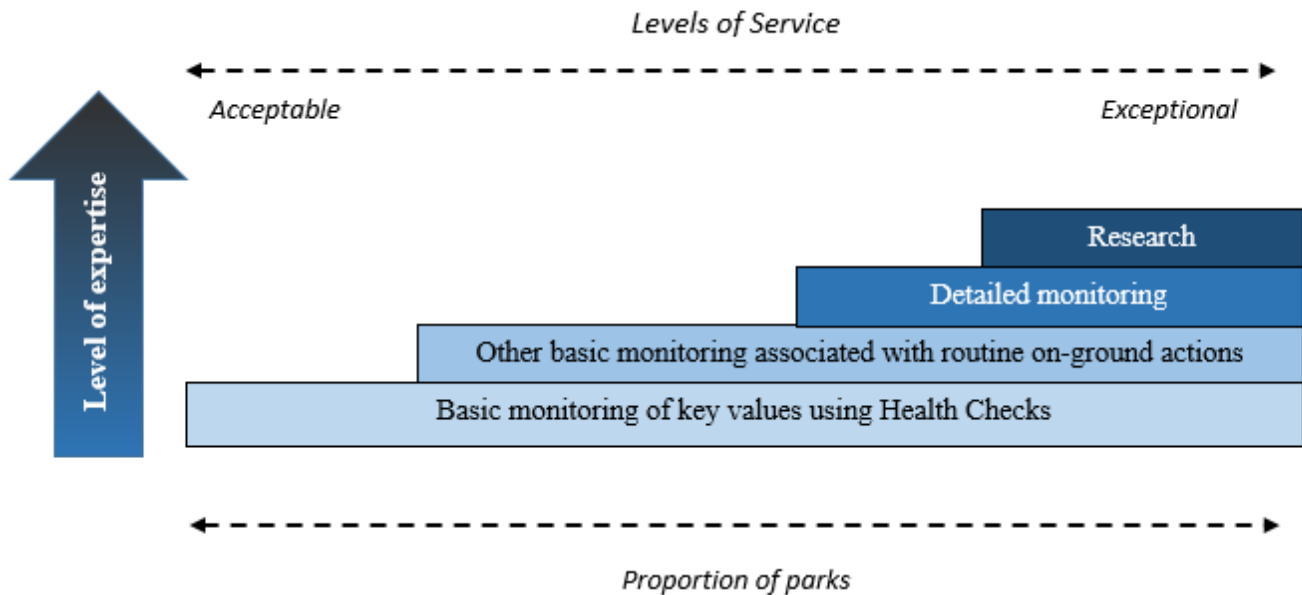 Levels of Service
Acceptable
Exceptional
Level of expertise
Research
Detailed monitoring
Other basic monitoring associated with routine on-ground actions
Basic monitoring of key values using Health Checks
Proportion of parks